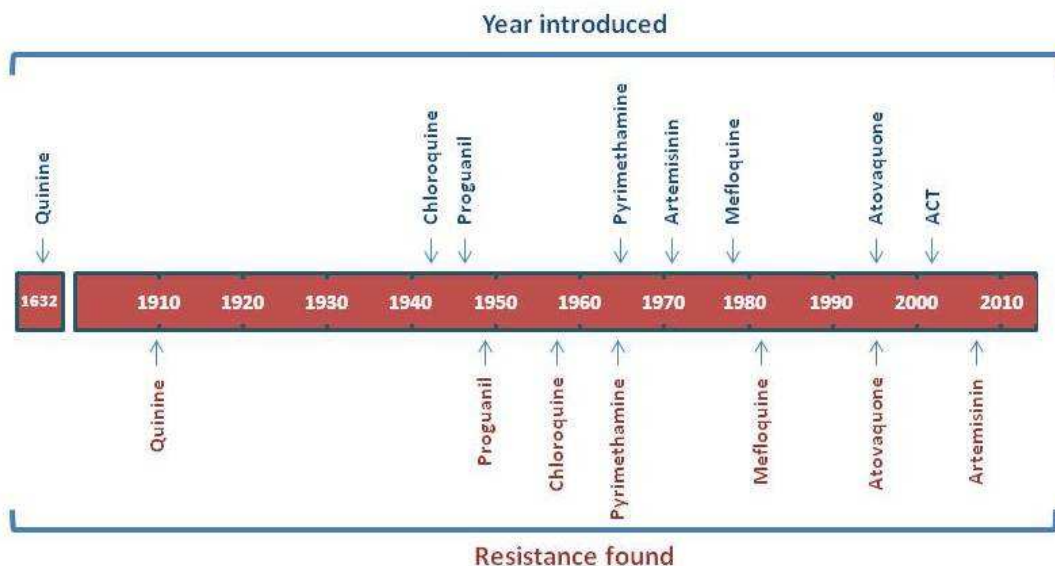 Year introduced
Quinine
Chloroquine
Proguanil
Pyrimethamine
Artemisinin
Mefloquine
Atovaquone
ACT
1632
1910
1920
1930
1940
1950
1960
1970
1980
1990
2000
2010
Quinine
Proguanil
Chloroquine
Pyrimethamine
Mefloquine
Atovaquone
Artemisinin
Resistance found